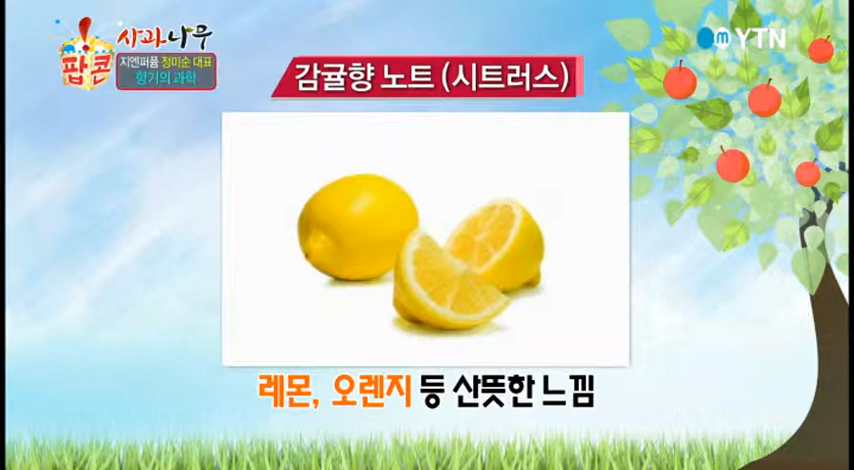 사과나무
팝콘
지엔퍼퓸 정미순 대표
향기의 과학
YTN
감귤향 노트 (시트러스)
레몬, 오렌지 등 산뜻한 느낌